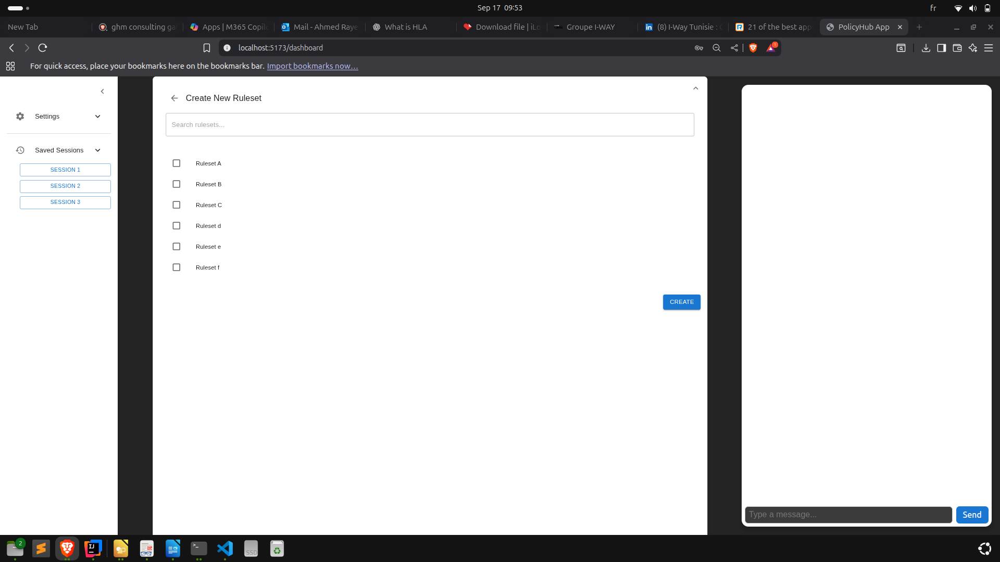 Sep 17 09:53
fr
New Tab
ghm consulting ga
Apps | M365 Copil
Mail - Ahmed Raye
What is HLA
Download file | iLo
Groupe I-WAY
(8) I-Way Tunisie :
21 of the best app
PolicyHub App
localhost:5173/dashboard
1
For quick access, place your bookmarks here on the bookmarks bar. Import bookmarks now…
Create New Ruleset
Settings
Search rulesets...
Saved Sessions
SESSION 1
SESSION 2
SESSION 3
Ruleset A
Ruleset B
Ruleset C
Ruleset d
Ruleset e
Ruleset f
CREATE
Type a message...
Send
2
IJ
SSD